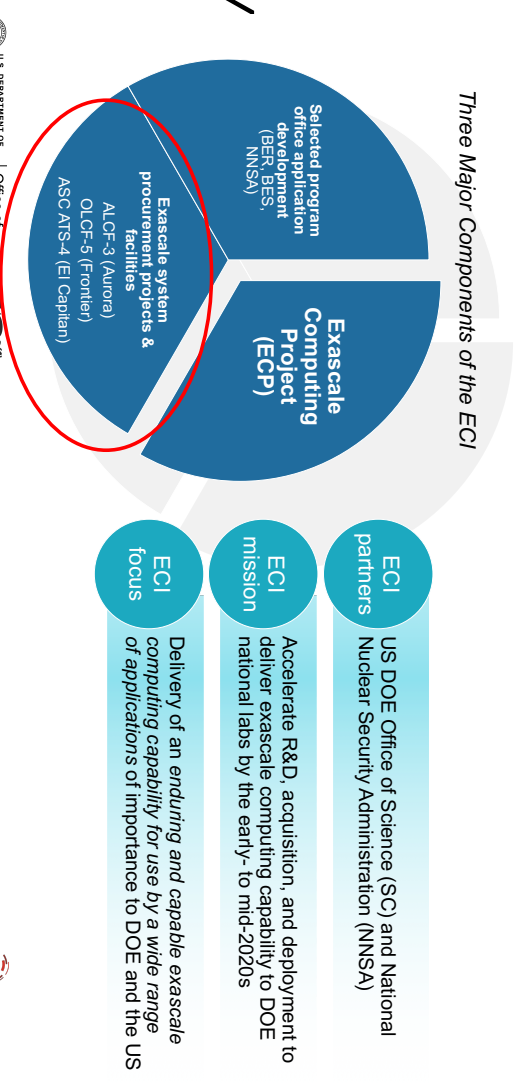 Three Major Components of the ECI
Selected program
office application
development
(BER, BES,
NNSA)
Exascale
Computing
Project
(ECP)
Exascale system
procurement projects &
facilities
ALCF-3 (Aurora)
OLCF-5 (Frontier)
ASC ATS-4 (El Capitan)
ECI
partners
US DOE Office of Science (SC) and National
Nuclear Security Administration (NNSA)
ECI
mission
Accelerate R&D, acquisition, and deployment to
deliver exascale computing capability to DOE
national labs by the early- to mid-2020s
ECI
focus
Delivery of an enduring and capable exascale
computing capability for use by a wide range
of applications of importance to DOE and the US
U.S. DEPARTMENT OF